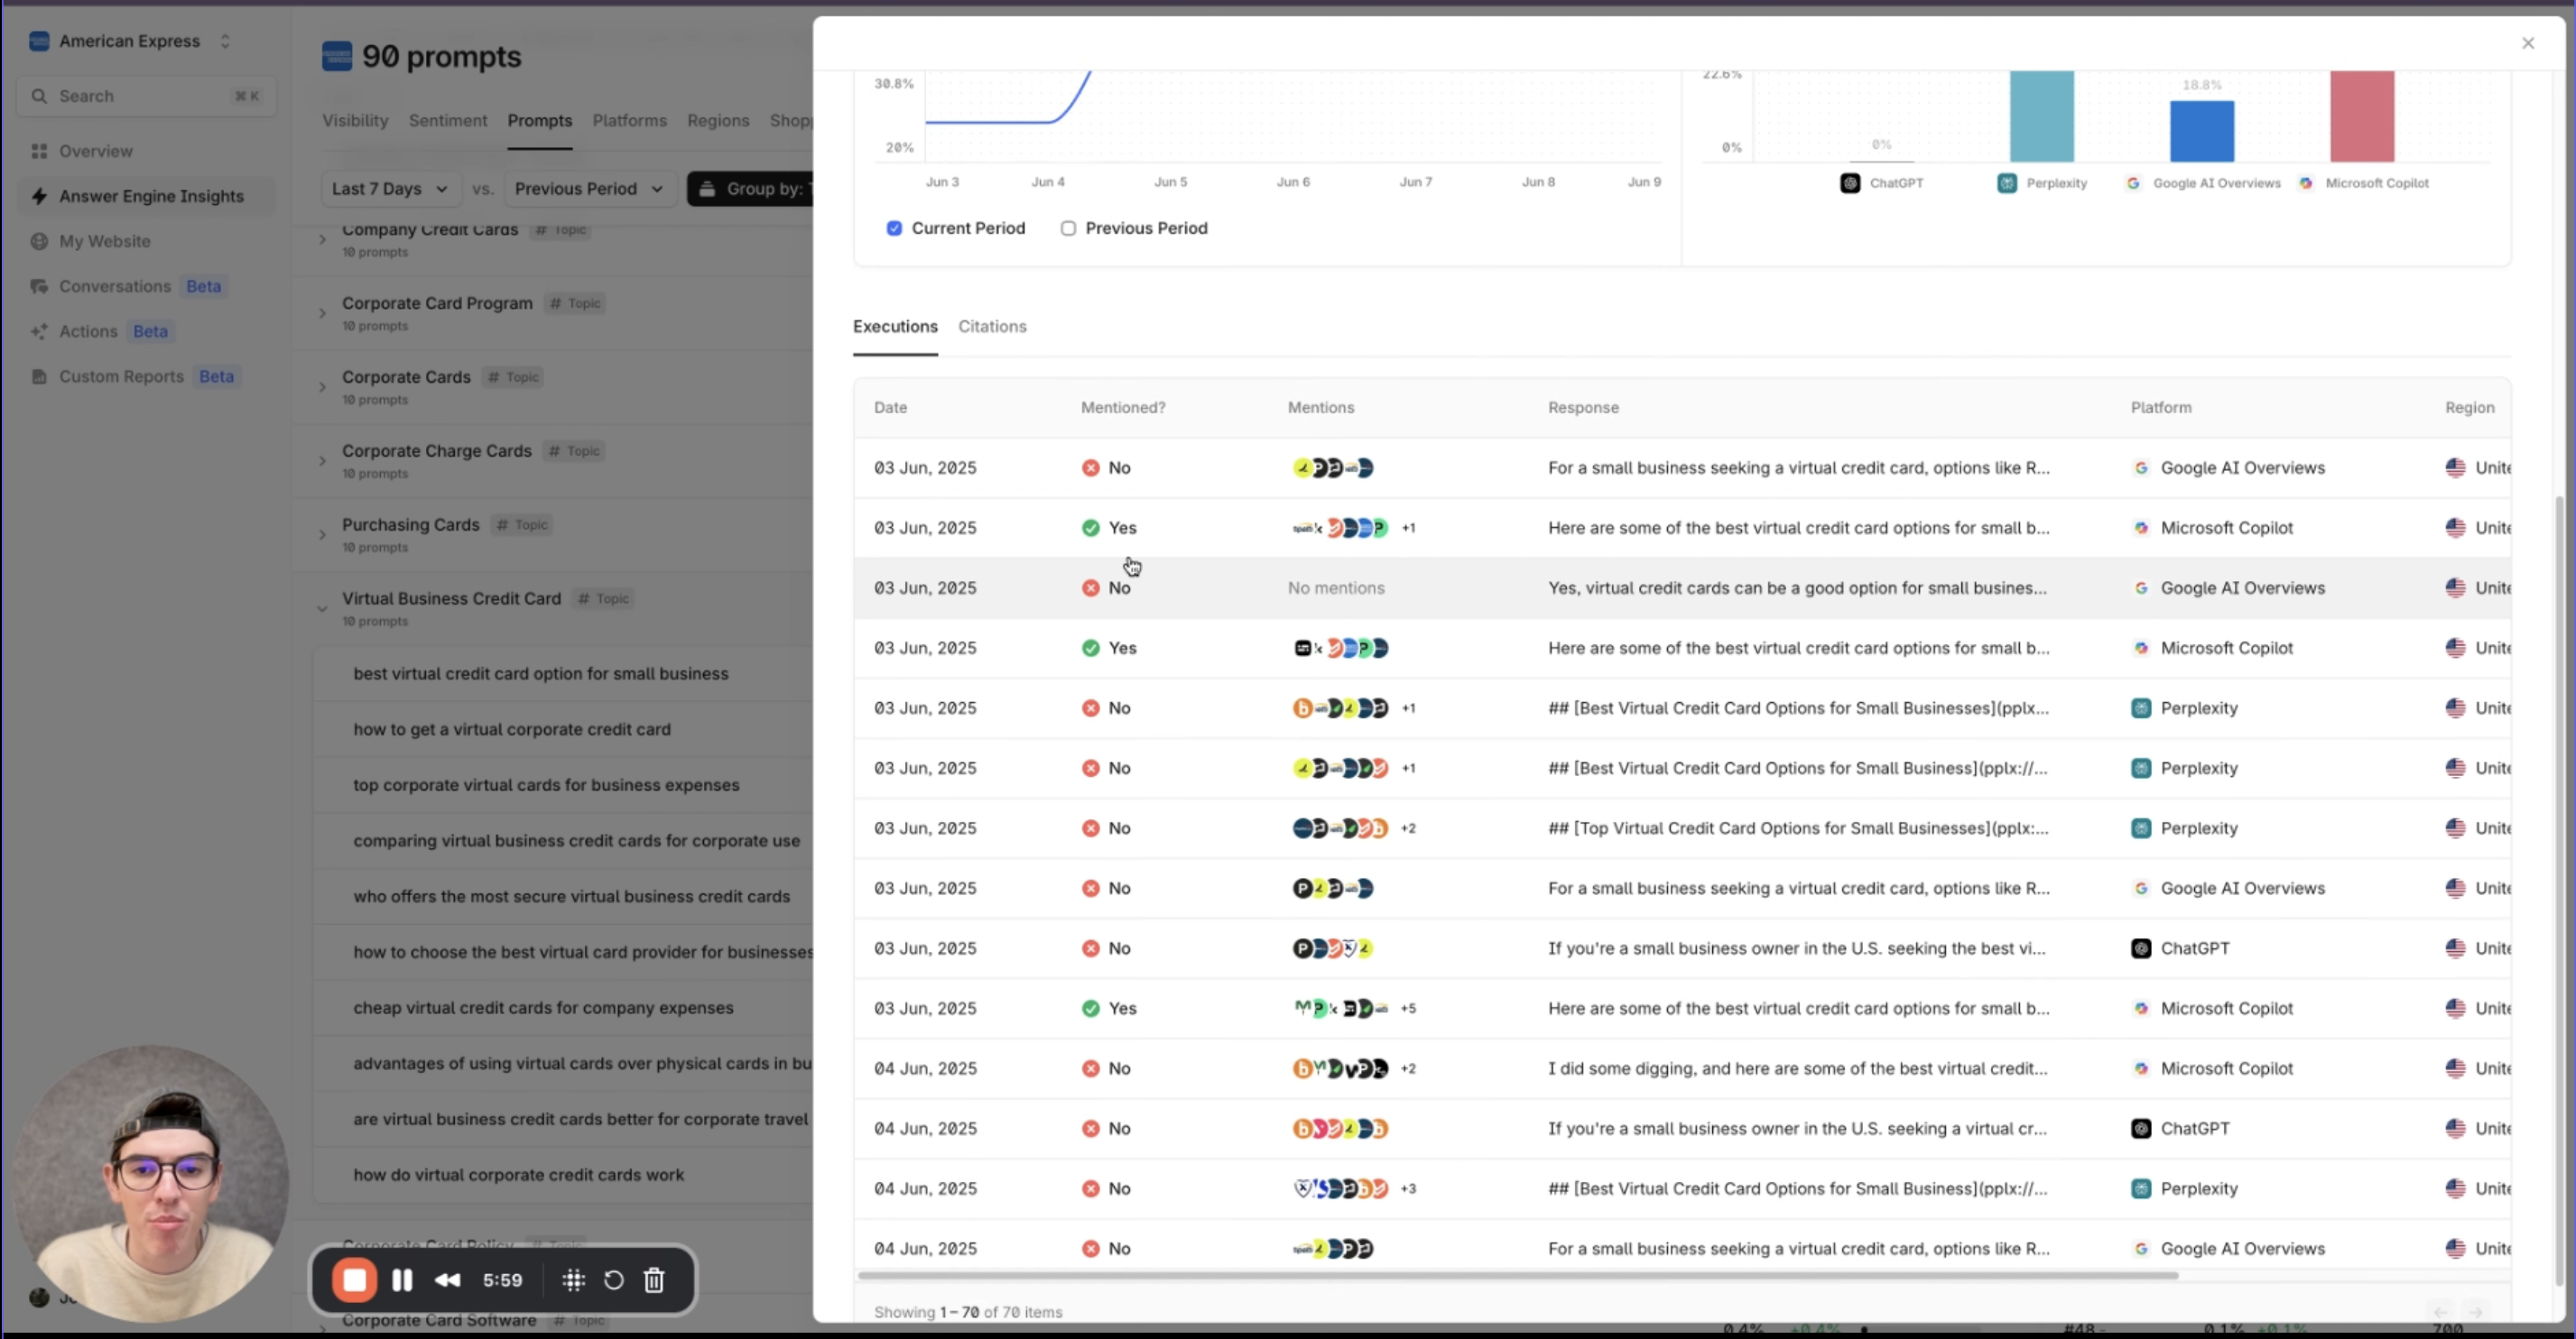 American Express
Search ⌘ K
Overview
Answer Engine Insights
My Website
Conversations Beta
Actions Beta
Custom Reports Beta
90 prompts
Visibility Sentiment Prompts Platforms Regions
Last 7 Days vs. Previous Period Group by:
Company Credit Cards # Topic
10 prompts
Corporate Card Program # Topic
10 prompts
Corporate Cards # Topic
10 prompts
Corporate Charge Cards # Topic
10 prompts
Purchasing Cards # Topic
10 prompts
Virtual Business Credit Card # Topic
10 prompts
best virtual credit card option for small business
how to get a virtual corporate credit card
top corporate virtual cards for business expenses
comparing virtual business credit cards for corporate use
who offers the most secure virtual business credit cards
how to choose the best virtual card provider for businesses
cheap virtual credit cards for company expenses
advantages of using virtual cards over physical cards in bu
are virtual business credit cards better for corporate travel
how do virtual corporate credit cards work
Corporate Card Policy # Topic
5:59
Corporate Card Software # Topic
30.8%
20%
Jun 3 Jun 4 Jun 5 Jun 6 Jun 7 Jun 8 Jun 9
Current Period Previous Period
22.6%
0%
0% 18.8%
ChatGPT Perplexity Google AI Overviews Microsoft Copilot
Executions Citations
Date Mentioned? Mentions Response Platform Region
03 Jun, 2025 No For a small business seeking a virtual credit card, options like R... Google AI Overviews Unite
03 Jun, 2025 Yes +1 Here are some of the best virtual credit card options for small b... Microsoft Copilot Unite
03 Jun, 2025 No No mentions Yes, virtual credit cards can be a good option for small busines... Google AI Overviews Unite
03 Jun, 2025 Yes Here are some of the best virtual credit card options for small b... Microsoft Copilot Unite
03 Jun, 2025 No +1 ## [Best Virtual Credit Card Options for Small Businesses](pplx... Perplexity Unite
03 Jun, 2025 No +1 ## [Best Virtual Credit Card Options for Small Business](pplx://... Perplexity Unite
03 Jun, 2025 No +2 ## [Top Virtual Credit Card Options for Small Businesses](pplx:... Perplexity Unite
03 Jun, 2025 No For a small business seeking a virtual credit card, options like R... Google AI Overviews Unite
03 Jun, 2025 No If you're a small business owner in the U.S. seeking the best vi... ChatGPT Unite
03 Jun, 2025 Yes +5 Here are some of the best virtual credit card options for small b... Microsoft Copilot Unite
04 Jun, 2025 No +2 I did some digging, and here are some of the best virtual credit... Microsoft Copilot Unite
04 Jun, 2025 No If you're a small business owner in the U.S. seeking a virtual cr... ChatGPT Unite
04 Jun, 2025 No +3 ## [Best Virtual Credit Card Options for Small Business](pplx://... Perplexity Unite
04 Jun, 2025 No For a small business seeking a virtual credit card, options like R... Google AI Overviews Unite
Showing 1 – 70 of 70 items